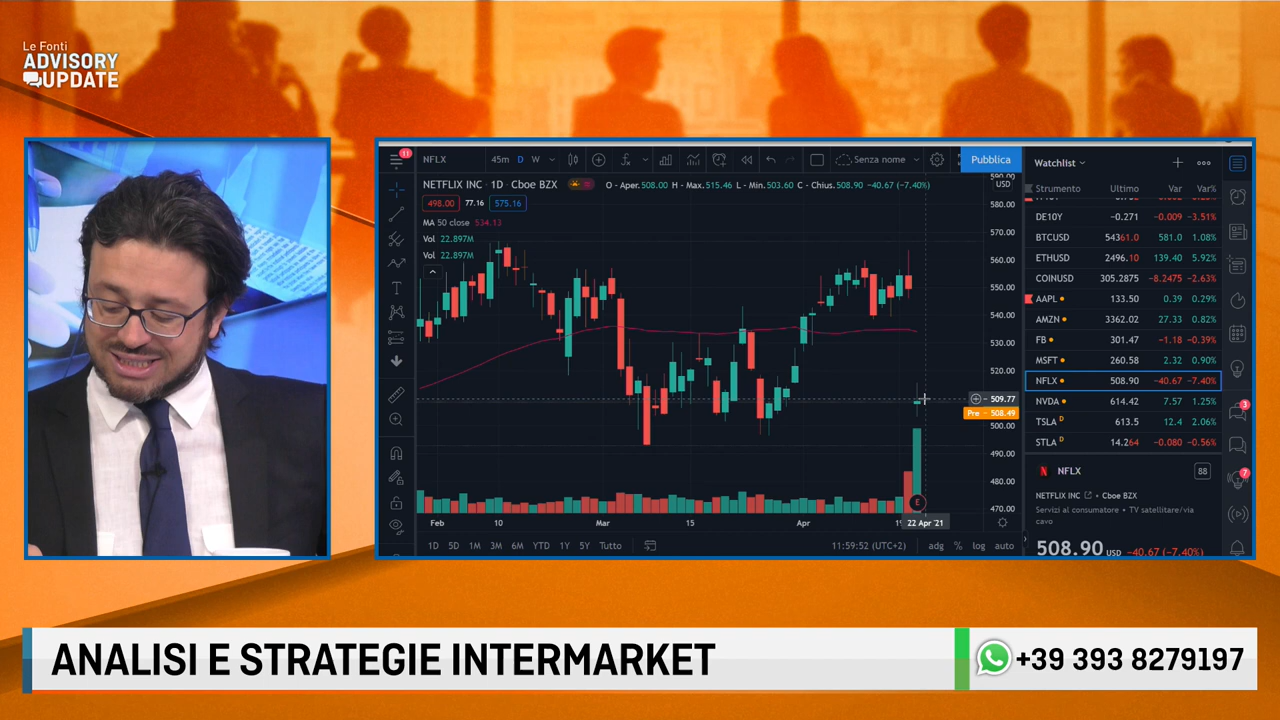 Le Fonti
ADVISORY
UPDATE
11
NFLX
45m D W
Senza nome
Pubblica
NETFLIX INC · 1D · Cboe BZX
O - Aper. 508.00 H - Max. 515.46 L - Min. 503.60 C - Chius. 508.90 -40.67 (-7.40%)
498.00 77.16 575.16
MA 50 close 534.13
Vol 22.897M
Vol 22.897M
590.00
USD
580.00
570.00
560.00
550.00
540.00
530.00
520.00
509.77
Pre 508.49
500.00
490.00
480.00
470.00
E
Feb 10 Mar 15 Apr 19 22 Apr '21
1D 5D 1M 3M 6M YTD 1Y 5Y Tutto
11:59:52 (UTC+2) adg % log auto
Watchlist
Strumento Ultimo Var Var%
DE10Y -0.271 -0.009 -3.51%
BTCUSD 54361.0 581.0 1.08%
ETHUSD 2496.10 139.40 5.92%
COINUSD 305.2875 -8.2475 -2.63%
AAPL 133.50 0.39 0.29%
AMZN 3362.02 27.33 0.82%
FB 301.47 -1.18 -0.39%
MSFT 260.58 2.32 0.90%
NFLX 508.90 -40.67 -7.40%
NVDA 614.42 7.57 1.25%
TSLA D 613.5 12.4 2.06%
STLA D 14.264 -0.080 -0.56%
NFLX
88
NETFLIX INC · Cboe BZX
Servizi al consumatore · TV satellitare/via
cavo
508.90 USD -40.67 (-7.40%)
3
7
ANALISI E STRATEGIE INTERMARKET
+39 393 8279197